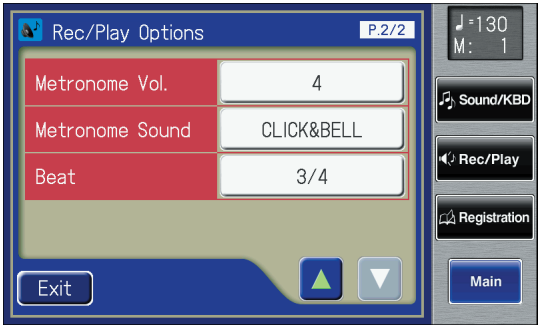 Rec/Play Options P.2/2
Metronome Vol. 4
Metronome Sound CLICK&BELL
Beat 3/4
Exit
♩=130
M: 1
Sound/KBD
Rec/Play
Registration
Main